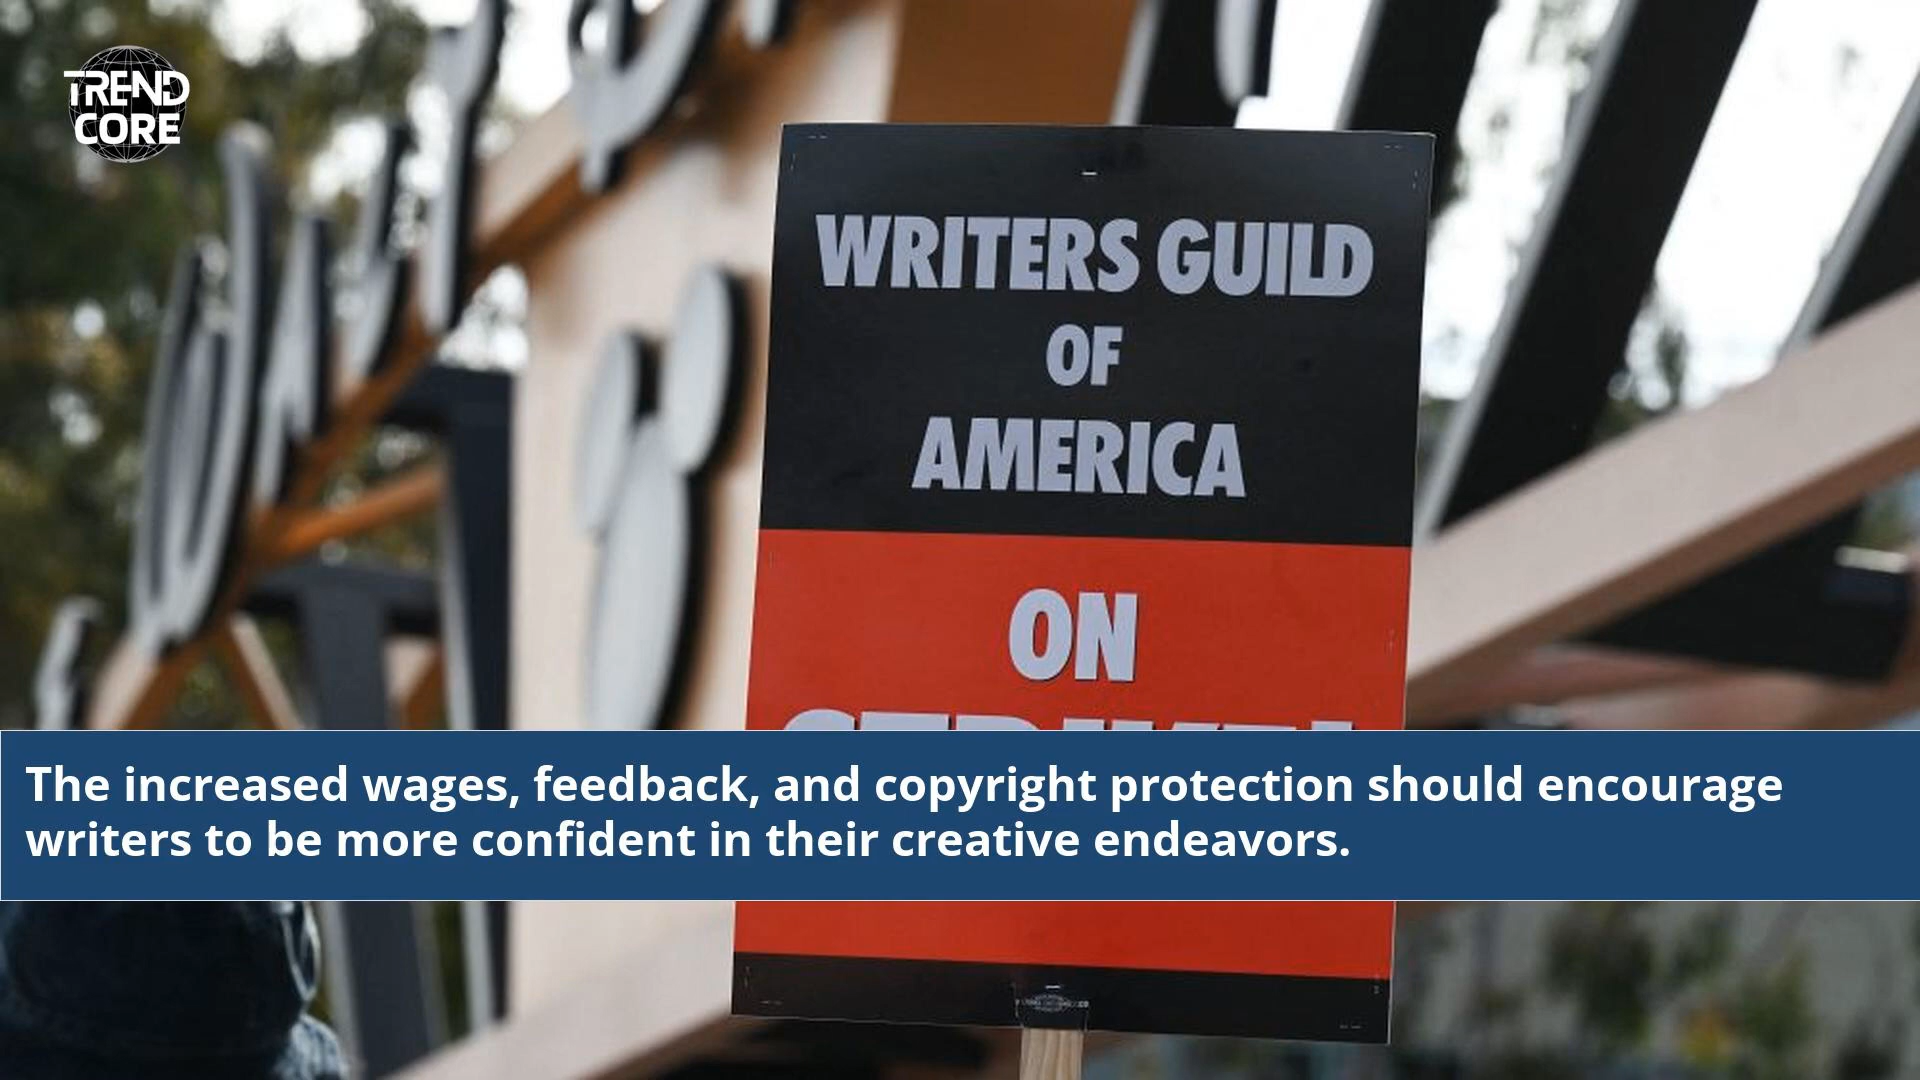 TREND
CORE
WRITERS GUILD
OF
AMERICA
ON
STRIKE!
The increased wages, feedback, and copyright protection should encourage
writers to be more confident in their creative endeavors.